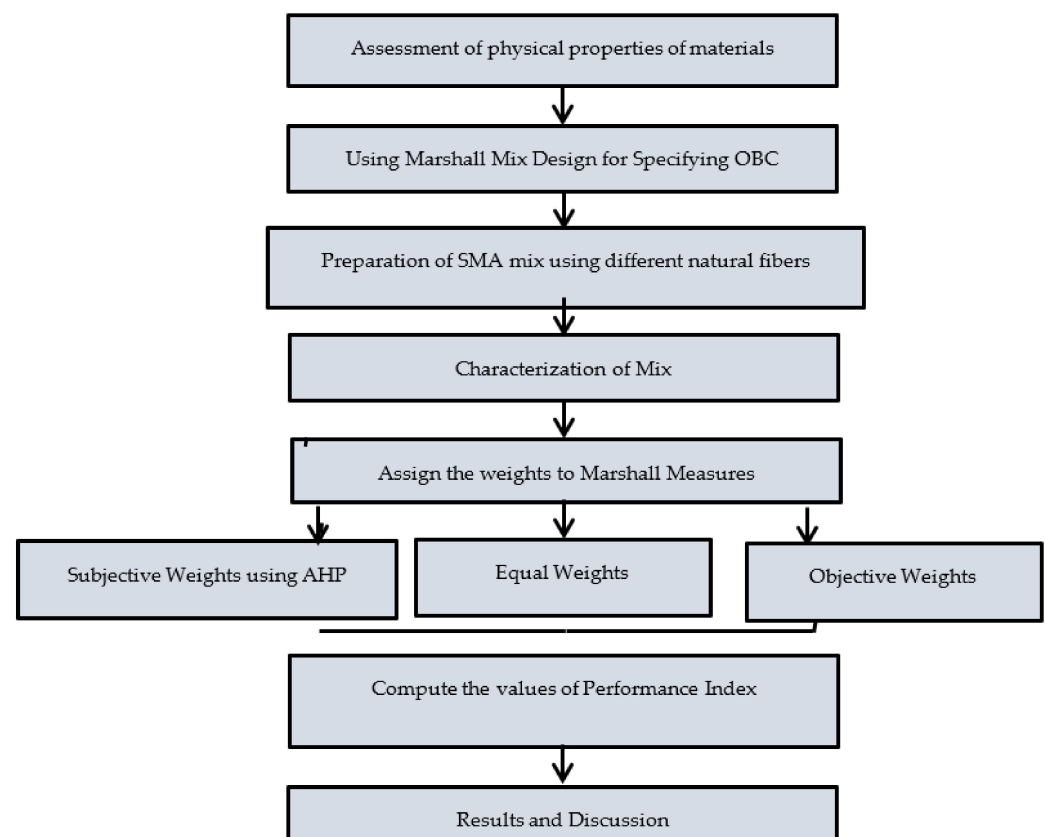 Assessment of physical properties of materials
Using Marshall Mix Design for Specifying OBC
Preparation of SMA mix using different natural fibers
Characterization of Mix
Assign the weights to Marshall Measures
Subjective Weights using AHP
Equal Weights
Objective Weights
Compute the values of Performance Index
Results and Discussion